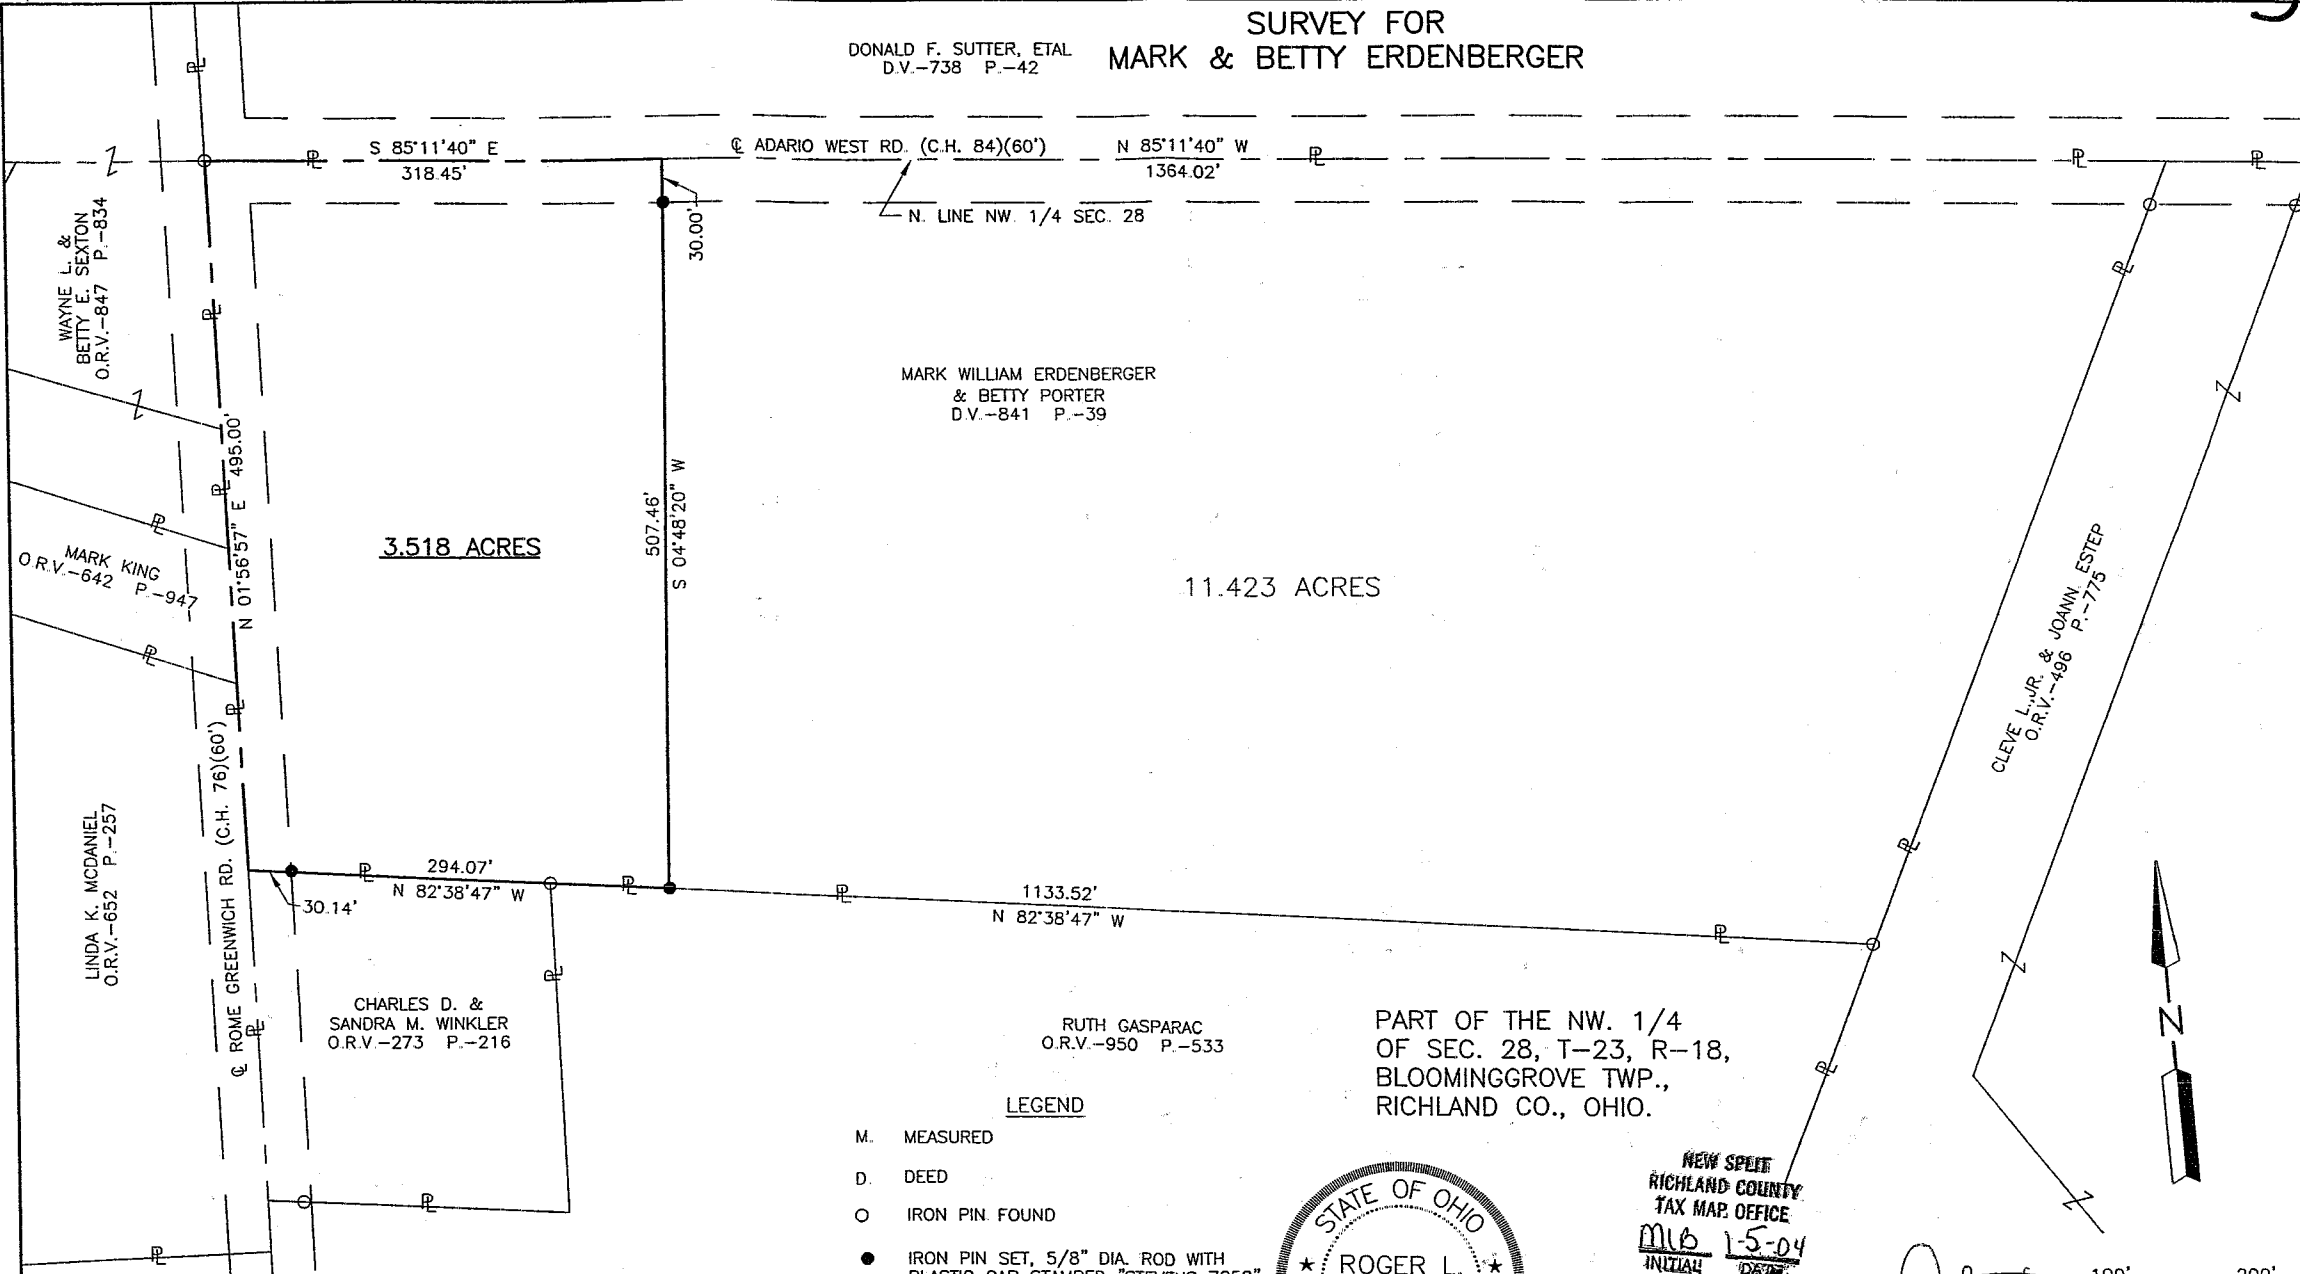 SURVEY FOR
MARK & BETTY ERDENBERGER
DONALD F. SUTTER, ETAL
D.V.-738 P.-42
S 85°11'40" E
318.45'
℄ ADARIO WEST RD. (C.H. 84)(60')
N 85°11'40" W
1364.02'
N. LINE NW. 1/4 SEC. 28
30.00'
WAYNE L. &
BETTY E. SEXTON
O.R.V.-847 P.-834
MARK WILLIAM ERDENBERGER
& BETTY PORTER
D.V.-841 P.-39
N 01°56'57" E 495.00'
3.518 ACRES
507.46'
S 04°48'20" W
11.423 ACRES
MARK KING
O.R.V.-642 P.-947
CLEVE L.,JR. & JOANN ESTEP
O.R.V.-496 P.-775
LINDA K. MCDANIEL
O.R.V.-652 P.-257
℄ ROME GREENWICH RD. (C.H. 76)(60')
294.07'
N 82°38'47" W
30.14'
1133.52'
N 82°38'47" W
CHARLES D. &
SANDRA M. WINKLER
O.R.V.-273 P.-216
RUTH GASPARAC
O.R.V.-950 P.-533
PART OF THE NW. 1/4
OF SEC. 28, T-23, R-18,
BLOOMINGGROVE TWP.,
RICHLAND CO., OHIO.
N
LEGEND
M. MEASURED
D. DEED
IRON PIN FOUND
IRON PIN SET, 5/8" DIA. ROD WITH
PLASTIC CAP STAMPED
STATE OF OHIO
ROGER L.
NEW SPLIT
RICHLAND COUNTY
TAX MAP OFFICE
MLB 1-5-04
INITIAL DATE
0 100' 200'